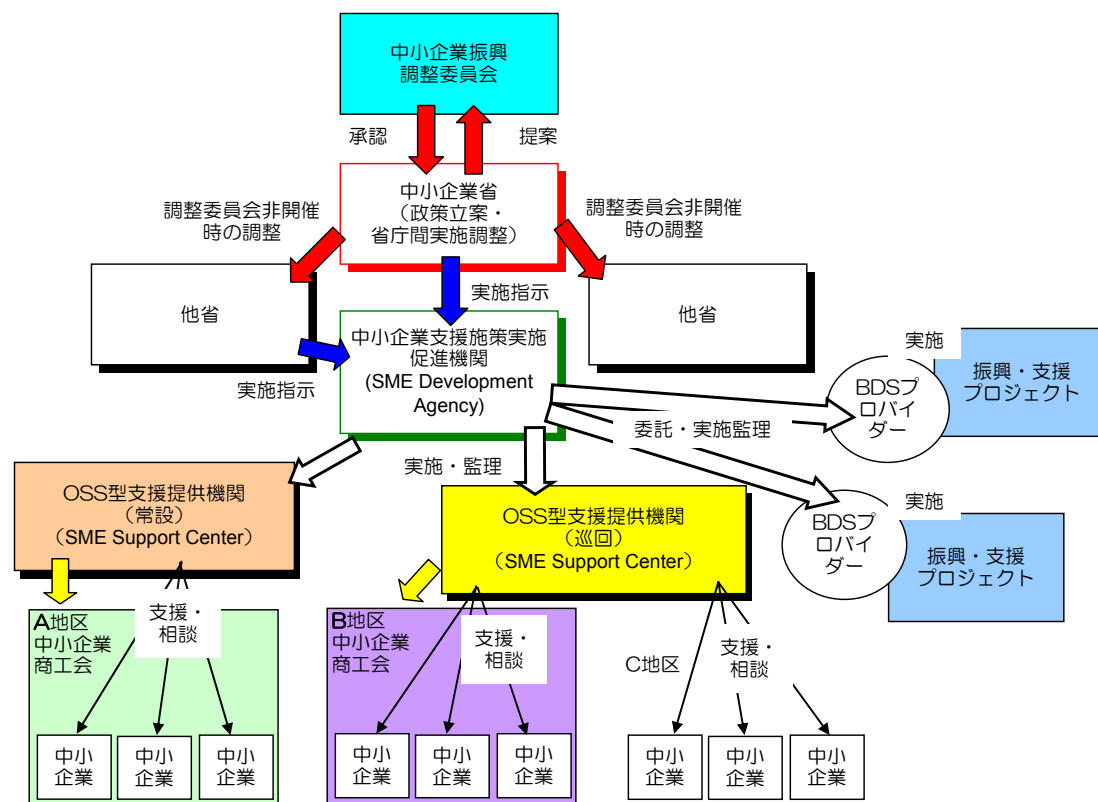 中小企業振興
調整委員会
承認
提案
中小企業省
（政策立案・
省庁間実施調整）
調整委員会非開催
時の調整
調整委員会非開催
時の調整
他省
実施指示
他省
中小企業支援施策実施
促進機関
(SME Development
Agency)
実施指示
実施
BDSプ
ロバイ
ダー
振興・支援
プロジェクト
委託・実施監理
実施・監理
OSS型支援提供機関
（常設）
（SME Support Center）
OSS型支援提供機関
（巡回）
（SME Support Center）
実施
BDSプ
ロバイ
ダー
振興・支援
プロジェクト
A地区
中小企業
商工会
支援・
相談
B地区
中小企業
商工会
支援・
相談
C地区
支援・
相談
中小
企業
中小
企業
中小
企業
中小
企業
中小
企業
中小
企業
中小
企業
中小
企業
中小
企業